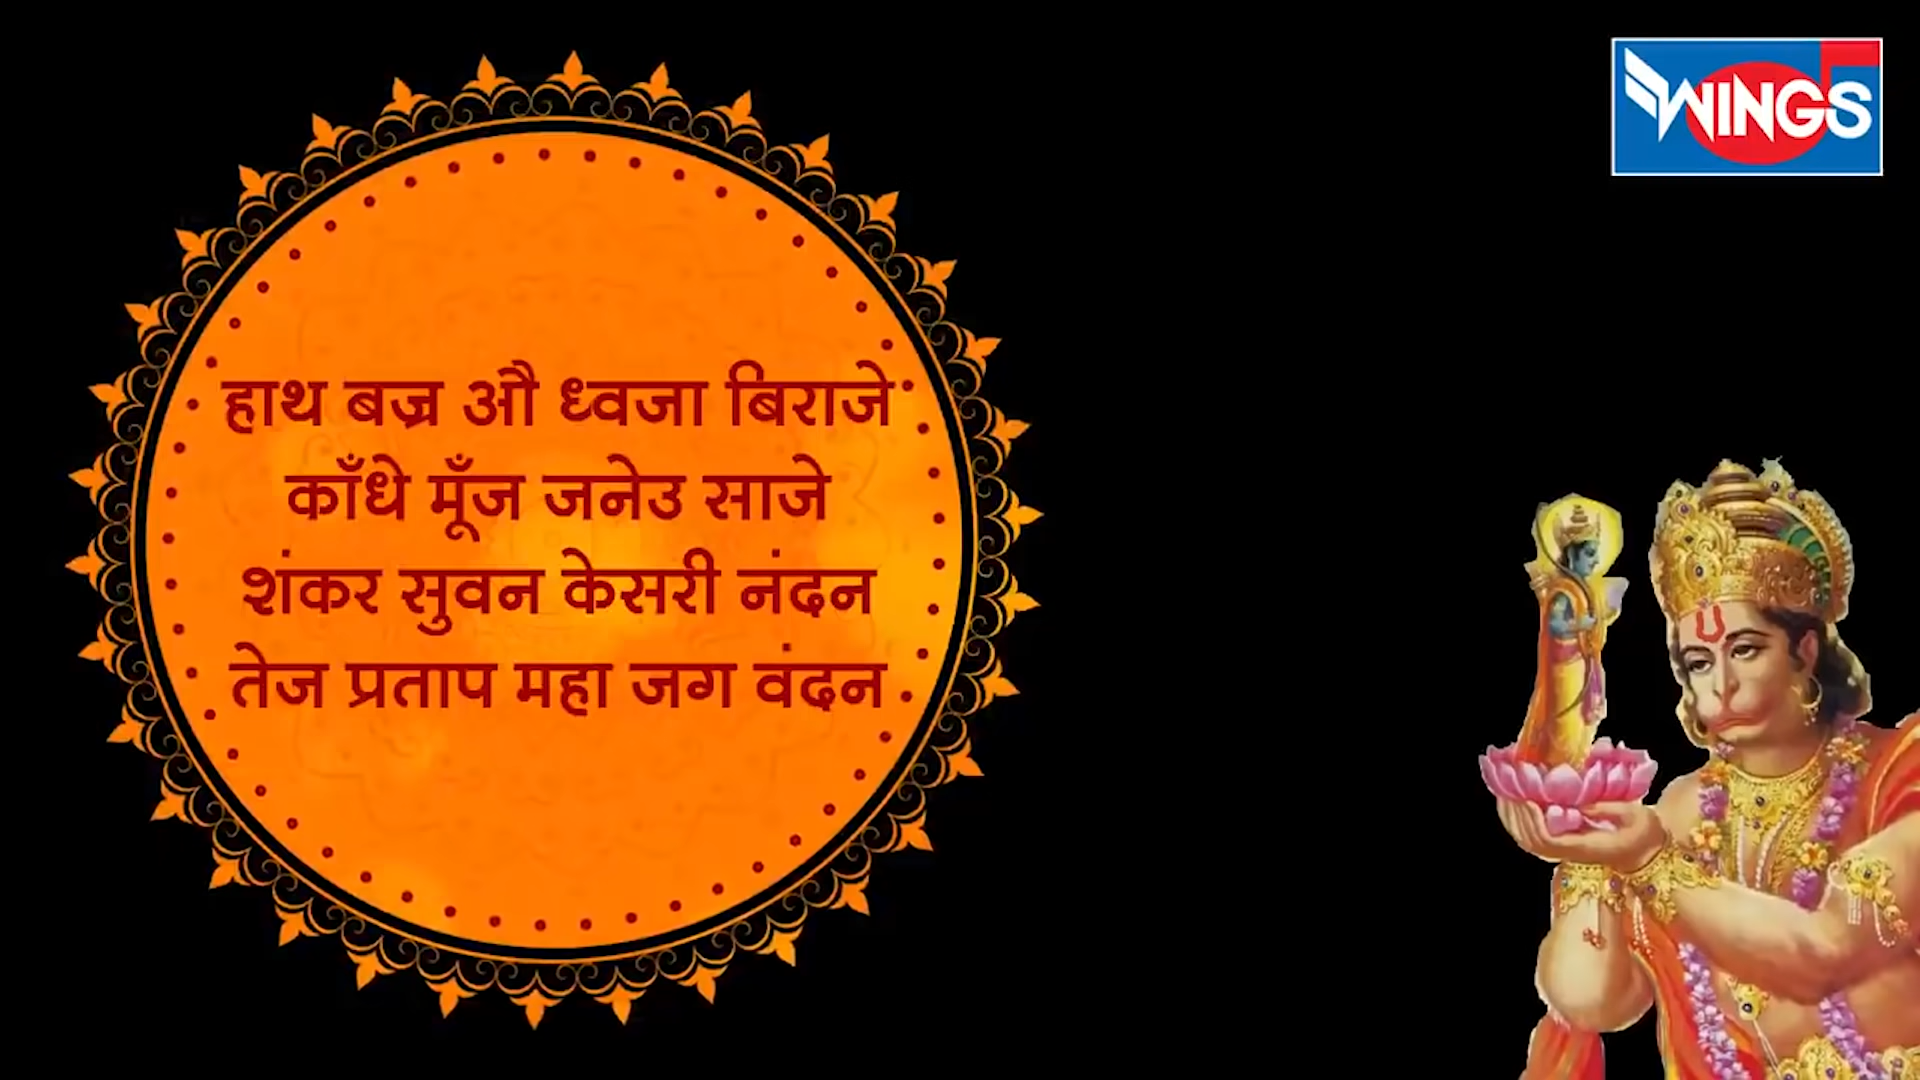 WINGS
हाथ बज्र औ ध्वजा बिराजे
काँधे मूँज जनेउ साजे
शंकर सुवन केसरी नंदन
तेज प्रताप महा जग वंदन